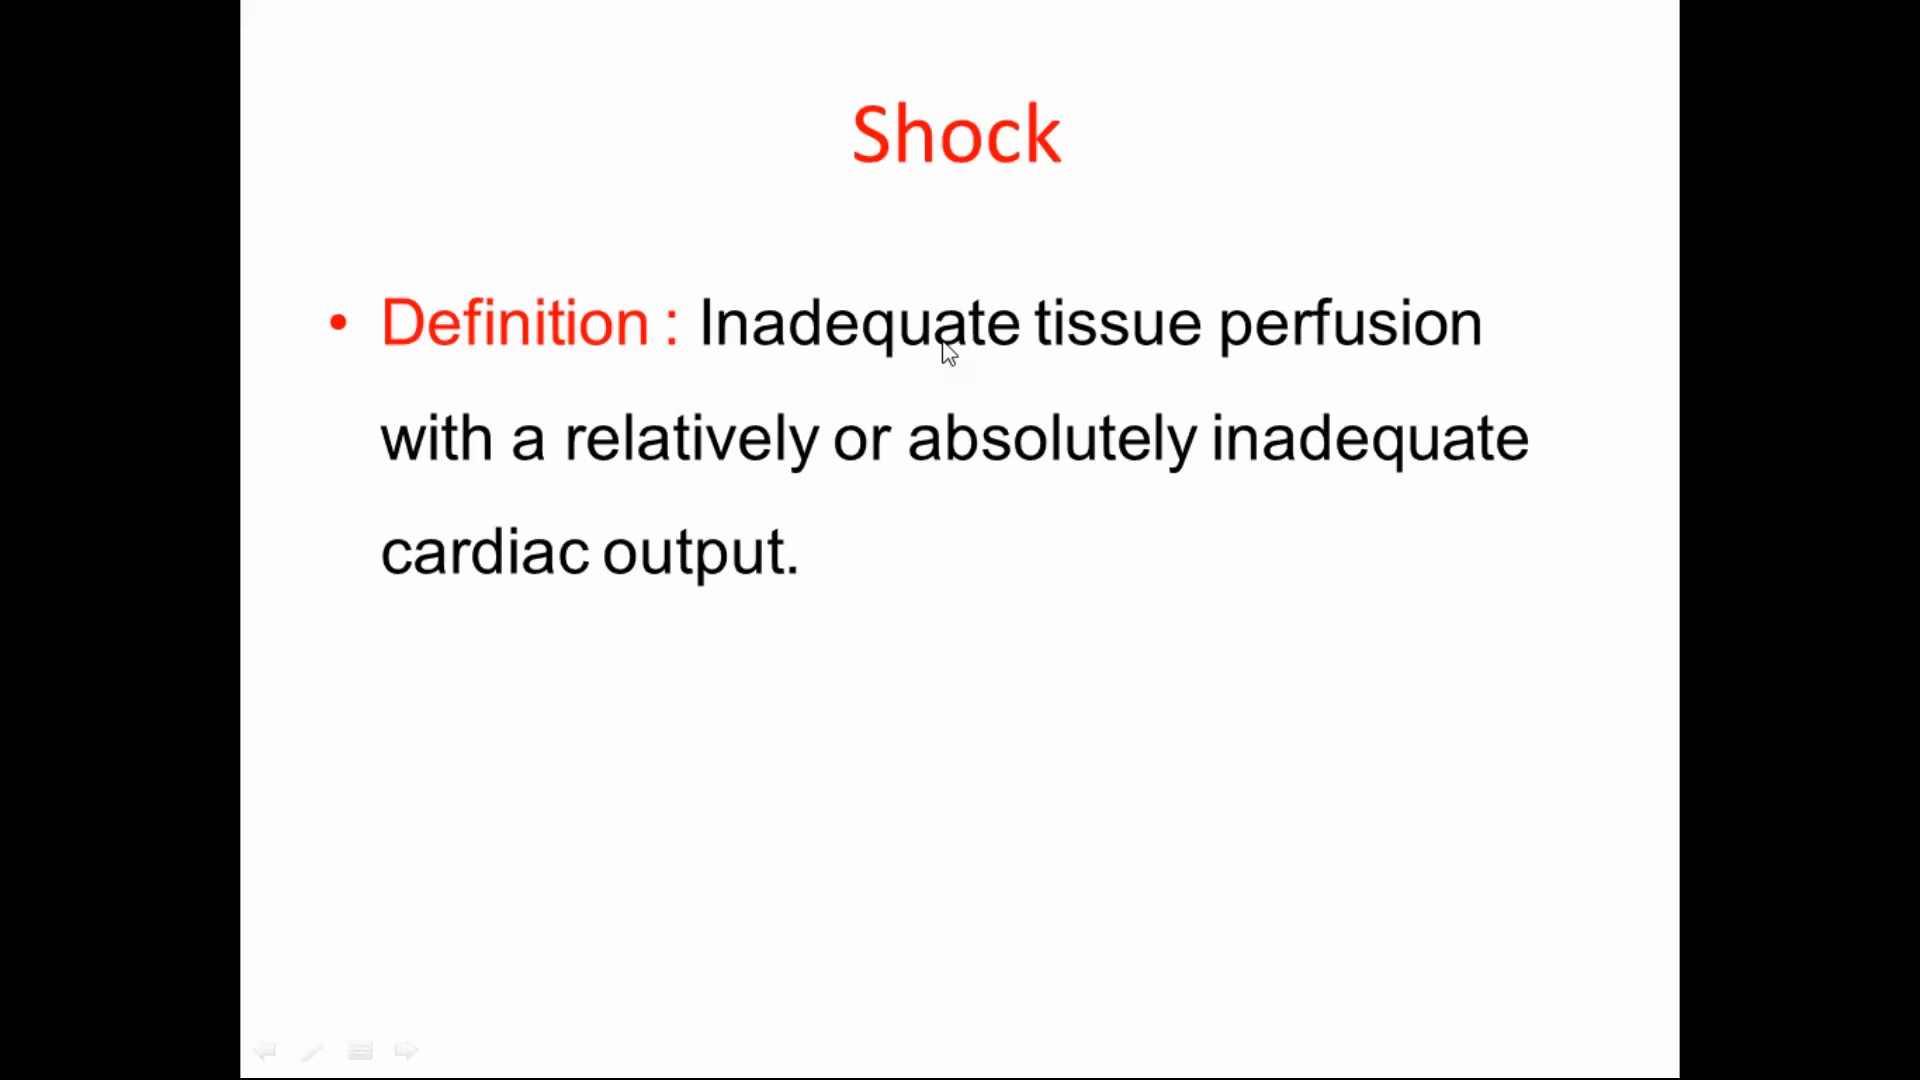 Shock
• Definition : Inadequate tissue perfusion
with a relatively or absolutely inadequate
cardiac output.